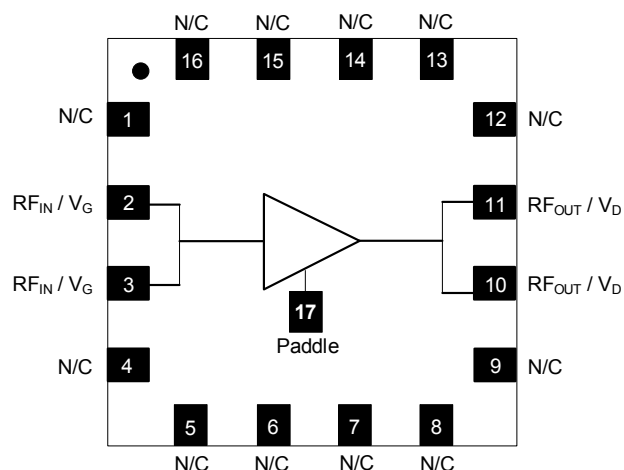 N/C N/C N/C N/C
16 15 14 13
N/C 1 12 N/C
RFIN / VG 2 11 RFOUT / VD
RFIN / VG 3 10 RFOUT / VD
17
Paddle
N/C 4 9 N/C
5 6 7 8
N/C N/C N/C N/C